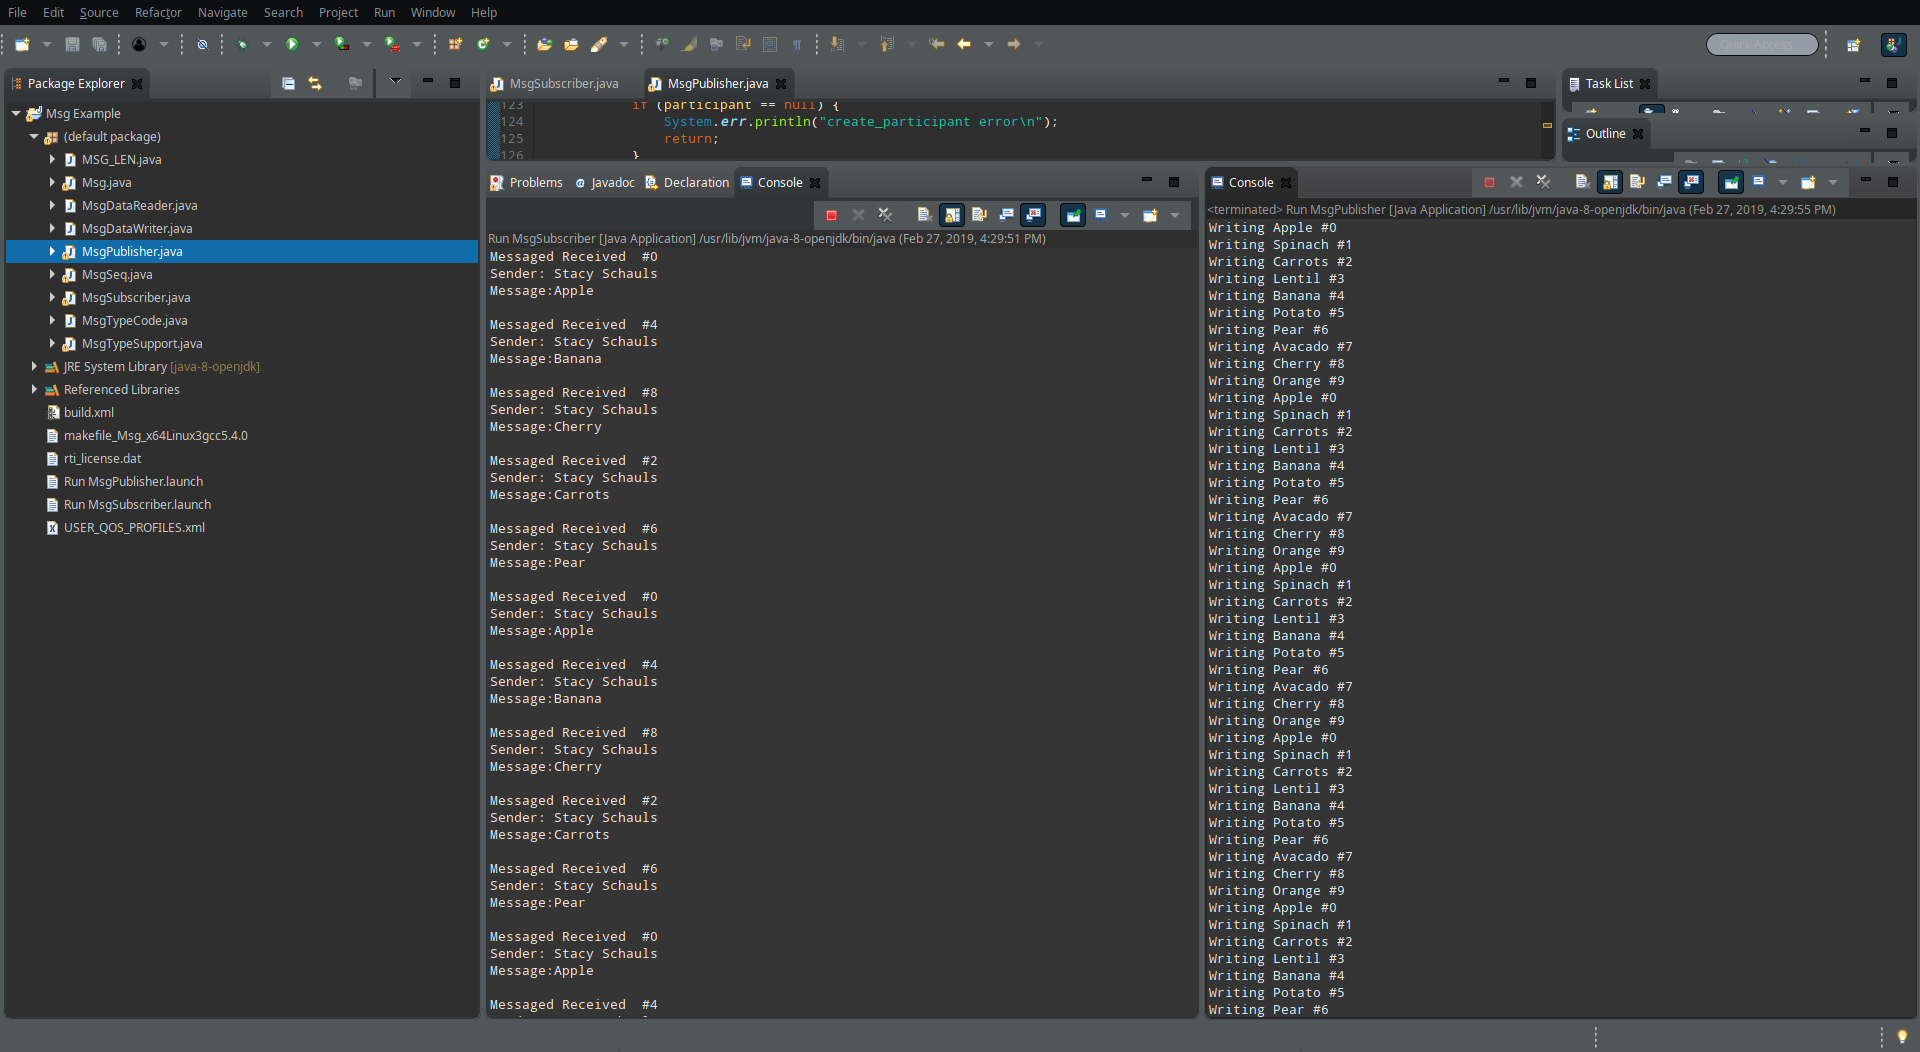 File Edit Source Refactor Navigate Search Project Run Window Help
Quick Access
Package Explorer
Msg Example
(default package)
MSG_LEN.java
Msg.java
MsgDataReader.java
MsgDataWriter.java
MsgPublisher.java
MsgSeq.java
MsgSubscriber.java
MsgTypeCode.java
MsgTypeSupport.java
JRE System Library [java-8-openjdk]
Referenced Libraries
build.xml
makefile_Msg_x64Linux3gcc5.4.0
rti_license.dat
Run MsgPublisher.launch
Run MsgSubscriber.launch
USER_QOS_PROFILES.xml
MsgSubscriber.java MsgPublisher.java
123 if (participant == null) {
124 System.err.println("create_participant error\n");
125 return;
126 }
Task List
Outline
Problems Javadoc Declaration Console
Run MsgSubscriber [Java Application] /usr/lib/jvm/java-8-openjdk/bin/java (Feb 27, 2019, 4:29:51 PM)
Messaged Received #0
Sender: Stacy Schauls
Message:Apple
Messaged Received #4
Sender: Stacy Schauls
Message:Banana
Messaged Received #8
Sender: Stacy Schauls
Message:Cherry
Messaged Received #2
Sender: Stacy Schauls
Message:Carrots
Messaged Received #6
Sender: Stacy Schauls
Message:Pear
Messaged Received #0
Sender: Stacy Schauls
Message:Apple
Messaged Received #4
Sender: Stacy Schauls
Message:Banana
Messaged Received #8
Sender: Stacy Schauls
Message:Cherry
Messaged Received #2
Sender: Stacy Schauls
Message:Carrots
Messaged Received #6
Sender: Stacy Schauls
Message:Pear
Messaged Received #0
Sender: Stacy Schauls
Message:Apple
Messaged Received #4
Console
<terminated> Run MsgPublisher [Java Application] /usr/lib/jvm/java-8-openjdk/bin/java (Feb 27, 2019, 4:29:55 PM)
Writing Apple #0
Writing Spinach #1
Writing Carrots #2
Writing Lentil #3
Writing Banana #4
Writing Potato #5
Writing Pear #6
Writing Avacado #7
Writing Cherry #8
Writing Orange #9
Writing Apple #0
Writing Spinach #1
Writing Carrots #2
Writing Lentil #3
Writing Banana #4
Writing Potato #5
Writing Pear #6
Writing Avacado #7
Writing Cherry #8
Writing Orange #9
Writing Apple #0
Writing Spinach #1
Writing Carrots #2
Writing Lentil #3
Writing Banana #4
Writing Potato #5
Writing Pear #6
Writing Avacado #7
Writing Cherry #8
Writing Orange #9
Writing Apple #0
Writing Spinach #1
Writing Carrots #2
Writing Lentil #3
Writing Banana #4
Writing Potato #5
Writing Pear #6
Writing Avacado #7
Writing Cherry #8
Writing Orange #9
Writing Apple #0
Writing Spinach #1
Writing Carrots #2
Writing Lentil #3
Writing Banana #4
Writing Potato #5
Writing Pear #6